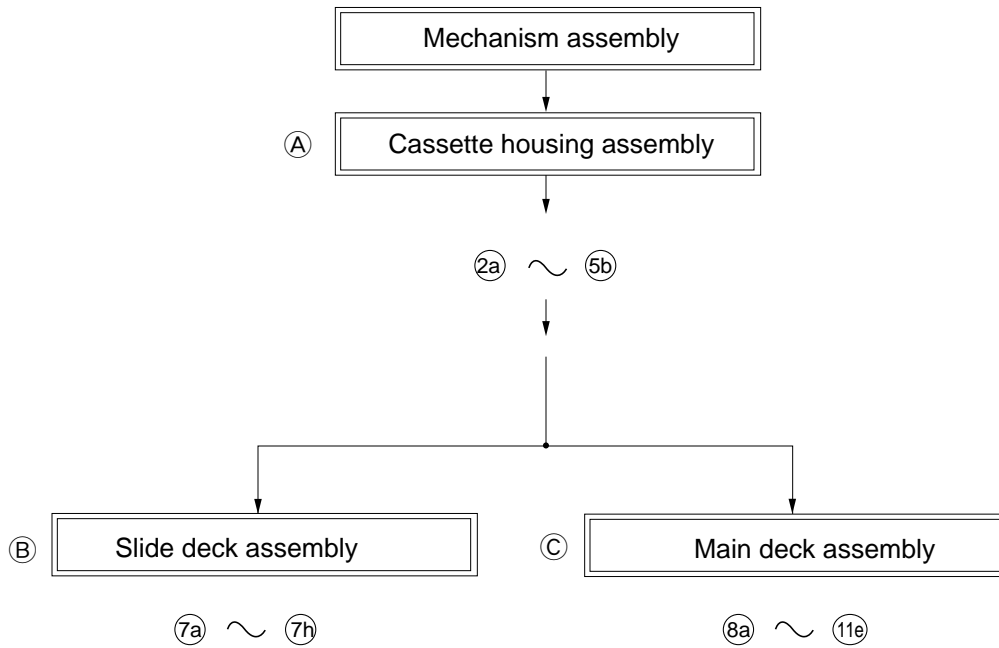 Mechanism assembly
Ⓐ Cassette housing assembly
2a ~ 5b
Ⓑ Slide deck assembly
Ⓒ Main deck assembly
7a ~ 7h
8a ~ 11e